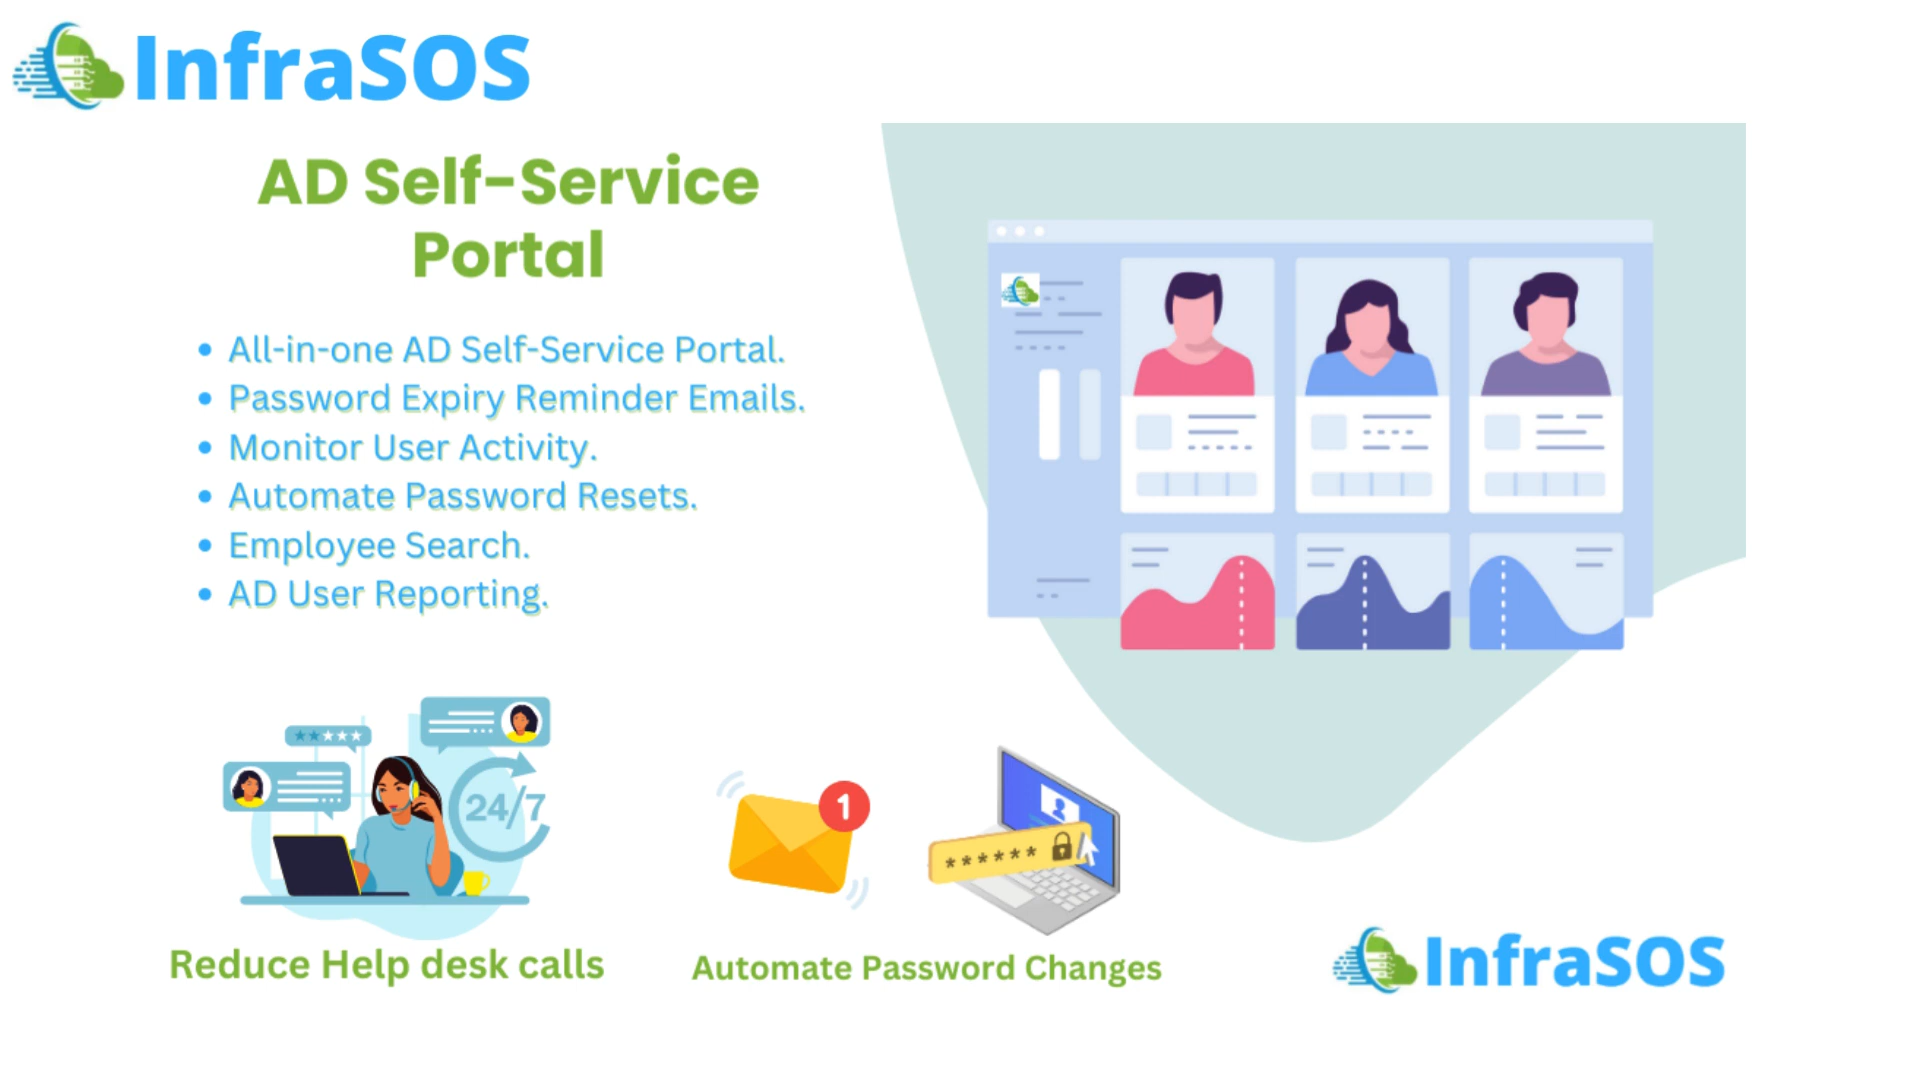 InfraSOS
AD Self-Service
Portal
• All-in-one AD Self-Service Portal.
• Password Expiry Reminder Emails.
• Monitor User Activity.
• Automate Password Resets.
• Employee Search.
• AD User Reporting.
24/7
1
******
Reduce Help desk calls
Automate Password Changes
InfraSOS